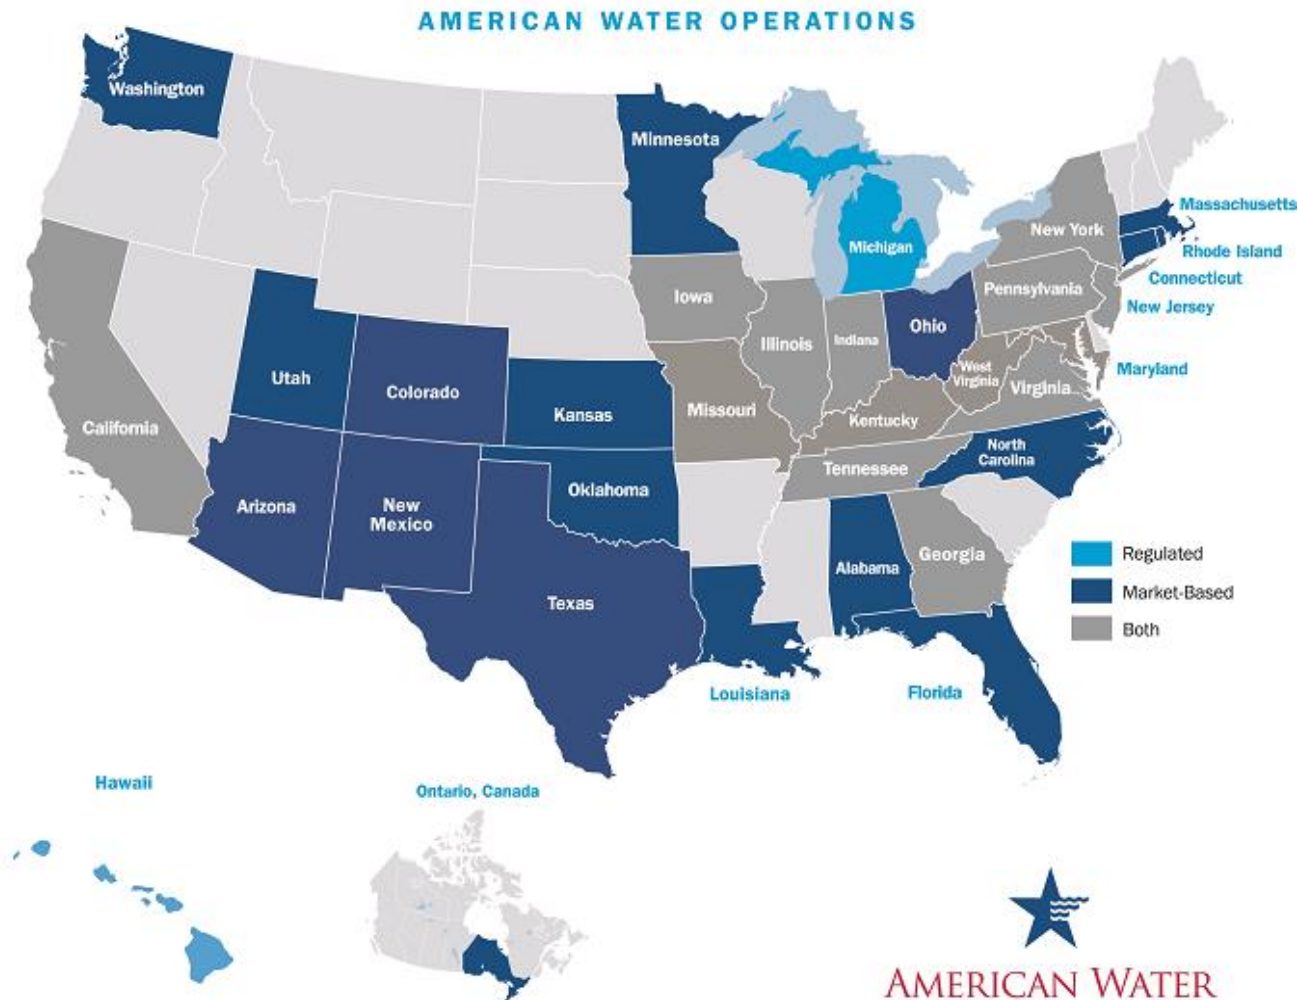 AMERICAN WATER OPERATIONS
Washington
Minnesota
Massachusetts
New York
Michigan
Rhode Island
Connecticut
Pennsylvania
Iowa
New Jersey
Ohio
Illinois
Indiana
Maryland
West
Virginia
Utah
Virginia
Colorado
Missouri
Kansas
Kentucky
California
North
Carolina
Tennessee
Oklahoma
Arizona
New
Mexico
Georgia
Regulated
Alabama
Market-Based
Texas
Both
Louisiana
Florida
Hawaii
Ontario, Canada
AMERICAN WATER